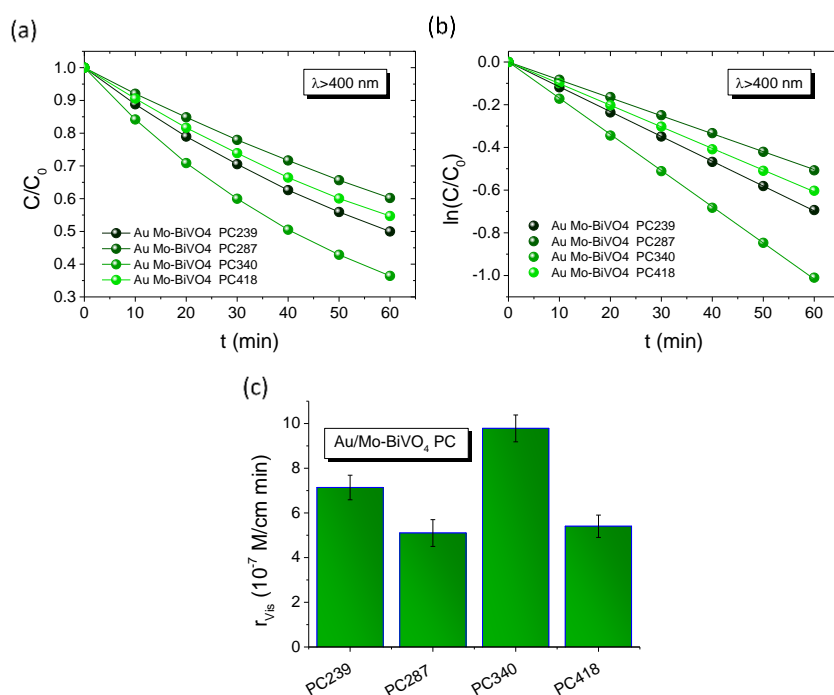 (a)
C/C0
1.0
0.9
0.8
0.7
0.6
0.5
0.4
0.3
λ>400 nm
Au Mo-BiVO4 PC239
Au Mo-BiVO4 PC287
Au Mo-BiVO4 PC340
Au Mo-BiVO4 PC418
0 10 20 30 40 50 60
t (min)
(b)
ln(C/C0)
0.0
-0.2
-0.4
-0.6
-0.8
-1.0
λ>400 nm
Au Mo-BiVO4 PC239
Au Mo-BiVO4 PC287
Au Mo-BiVO4 PC340
Au Mo-BiVO4 PC418
0 10 20 30 40 50 60
t (min)
(c)
rVis (10-7 M/cm min)
10
8
6
4
2
0
Au/Mo-BiVO4 PC
PC239 PC287 PC340 PC418